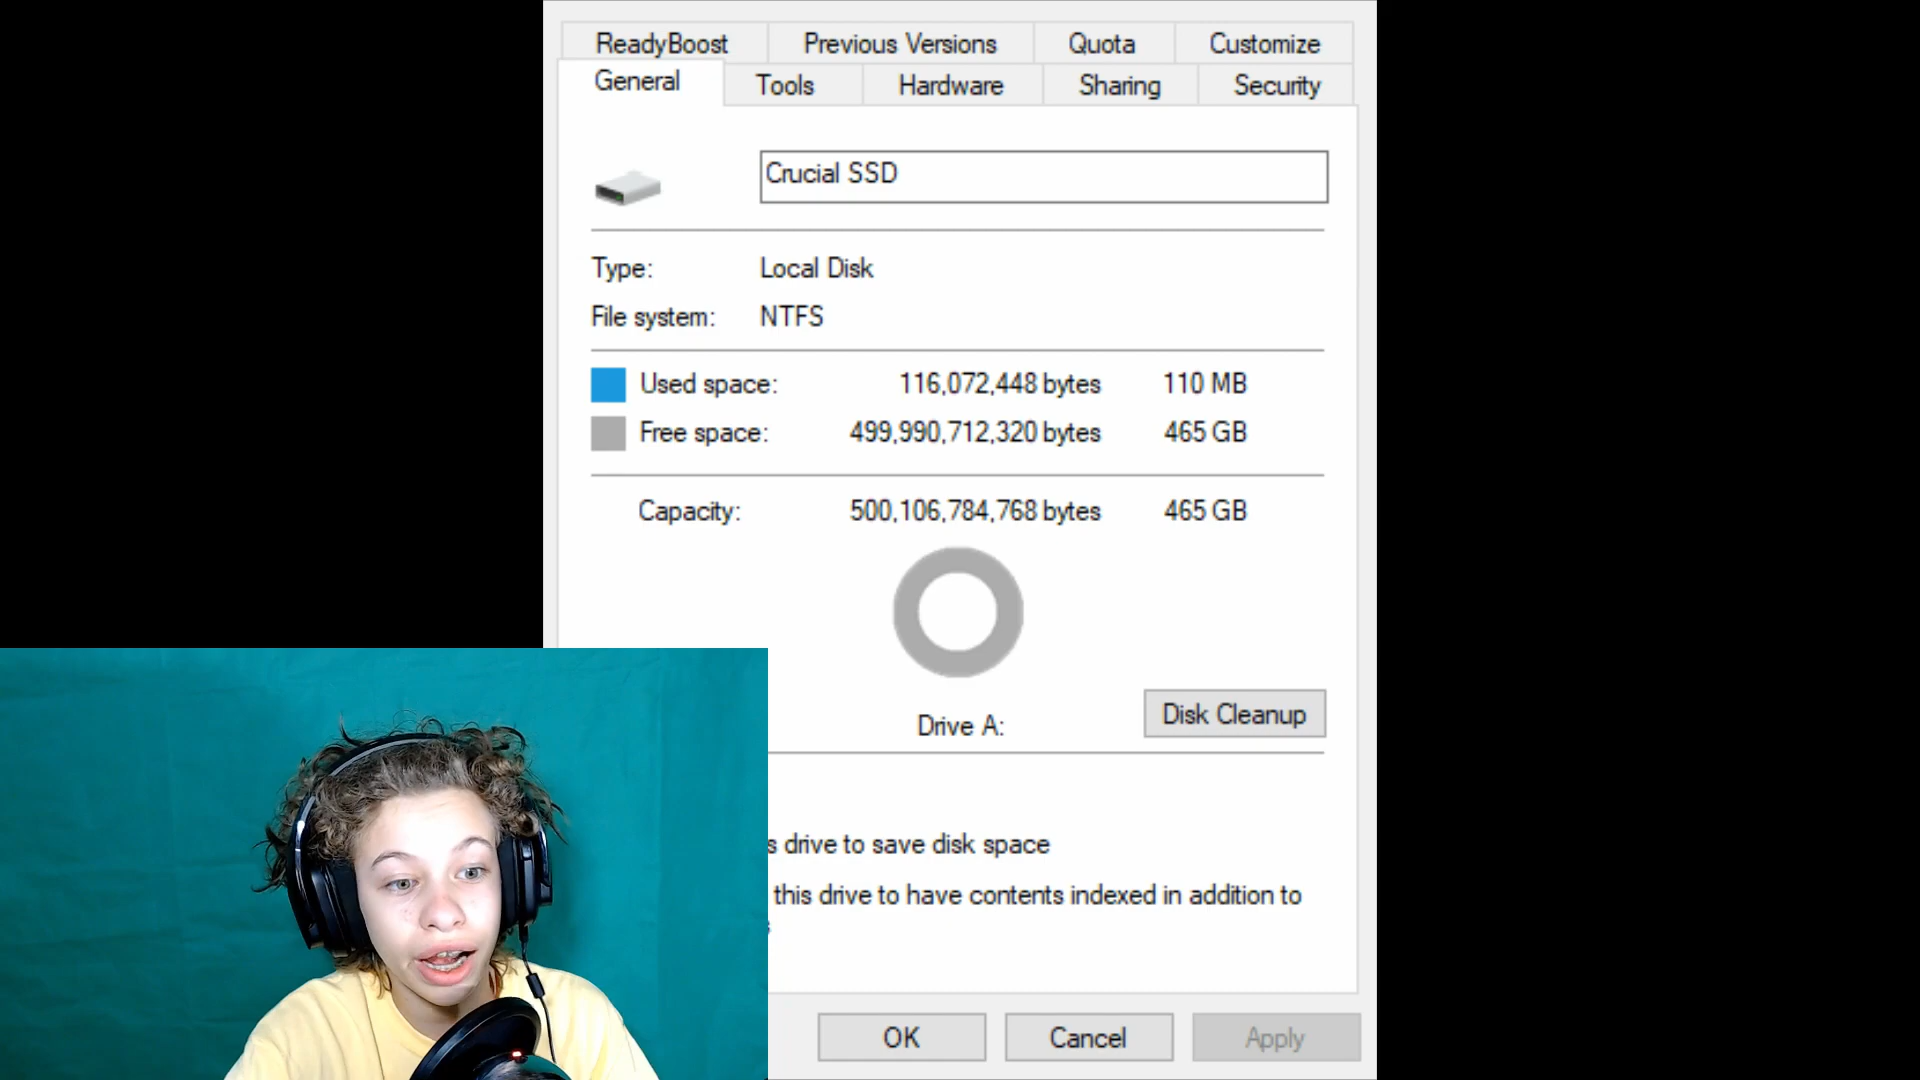 ReadyBoost Previous Versions Quota Customize
General Tools Hardware Sharing Security
Crucial SSD
Type: Local Disk
File system: NTFS
Used space: 116,072,448 bytes 110 MB
Free space: 499,990,712,320 bytes 465 GB
Capacity: 500,106,784,768 bytes 465 GB
Drive A: Disk Cleanup
drive to save disk space
this drive to have contents indexed in addition to
OK Cancel Apply